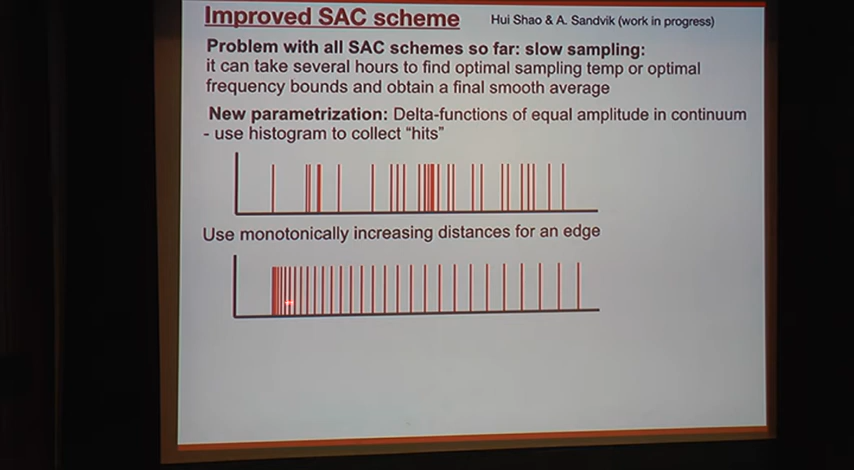 Improved SAC scheme
Hui Shao & A. Sandvik (work in progress)
Problem with all SAC schemes so far: slow sampling:
it can take several hours to find optimal sampling temp or optimal
frequency bounds and obtain a final smooth average
New parametrization: Delta-functions of equal amplitude in continuum
- use histogram to collect "hits"
Use monotonically increasing distances for an edge